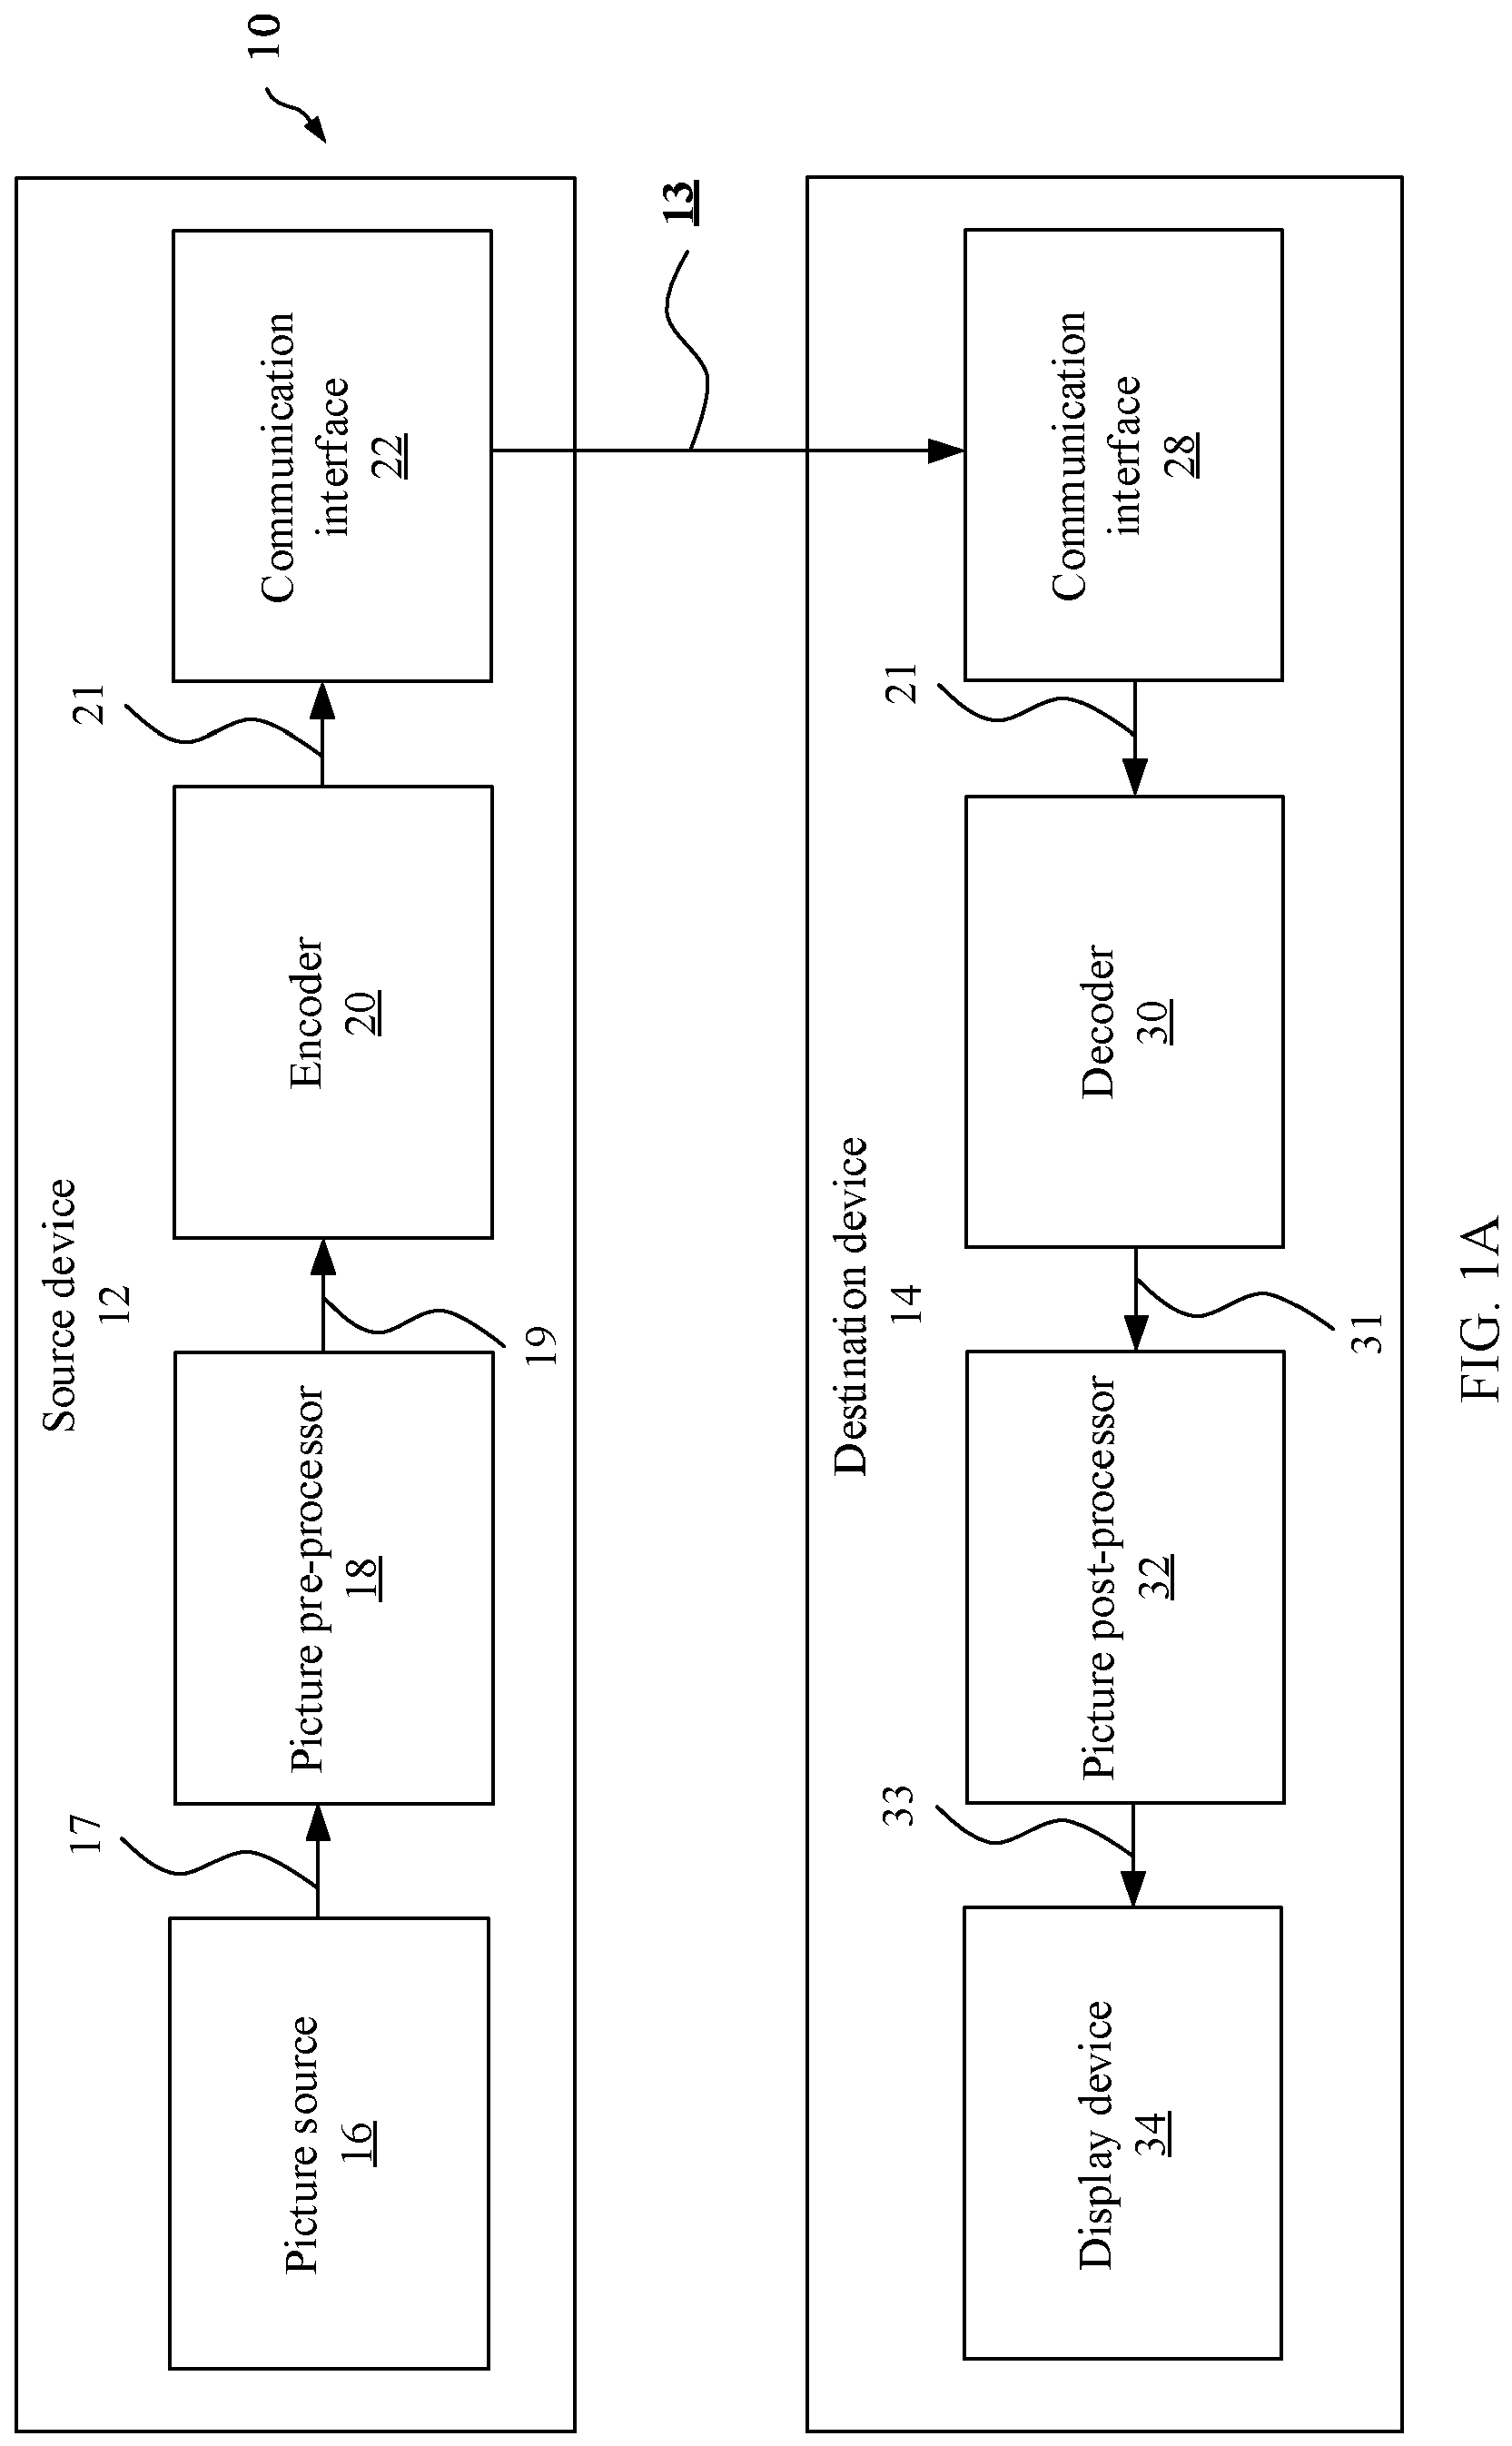 10
Source device
12
Picture source
16
17
Picture pre-processor
18
19
Encoder
20
21
Communication
interface
22
13
Destination device
14
Display device
34
33
Picture post-processor
32
31
Decoder
30
21
Communication
interface
28
FIG. 1A